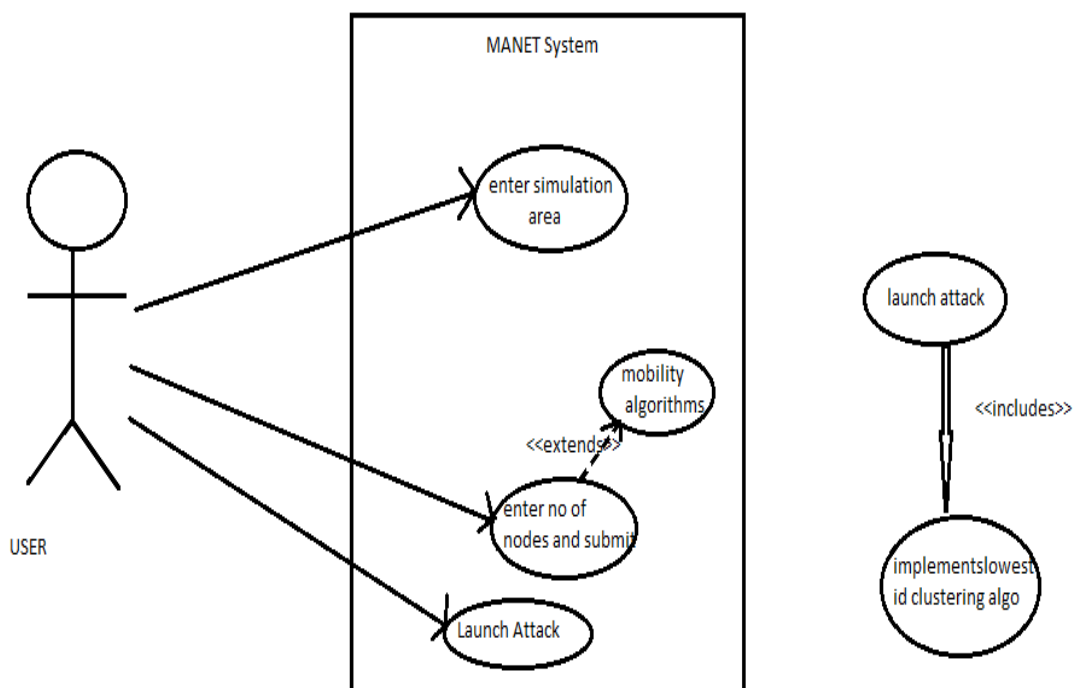 MANET System
enter simulation
area
mobility
algorithms
<<extends>>
enter no of
nodes and submit
Launch Attack
USER
launch attack
<<includes>>
implementslowest
id clustering algo